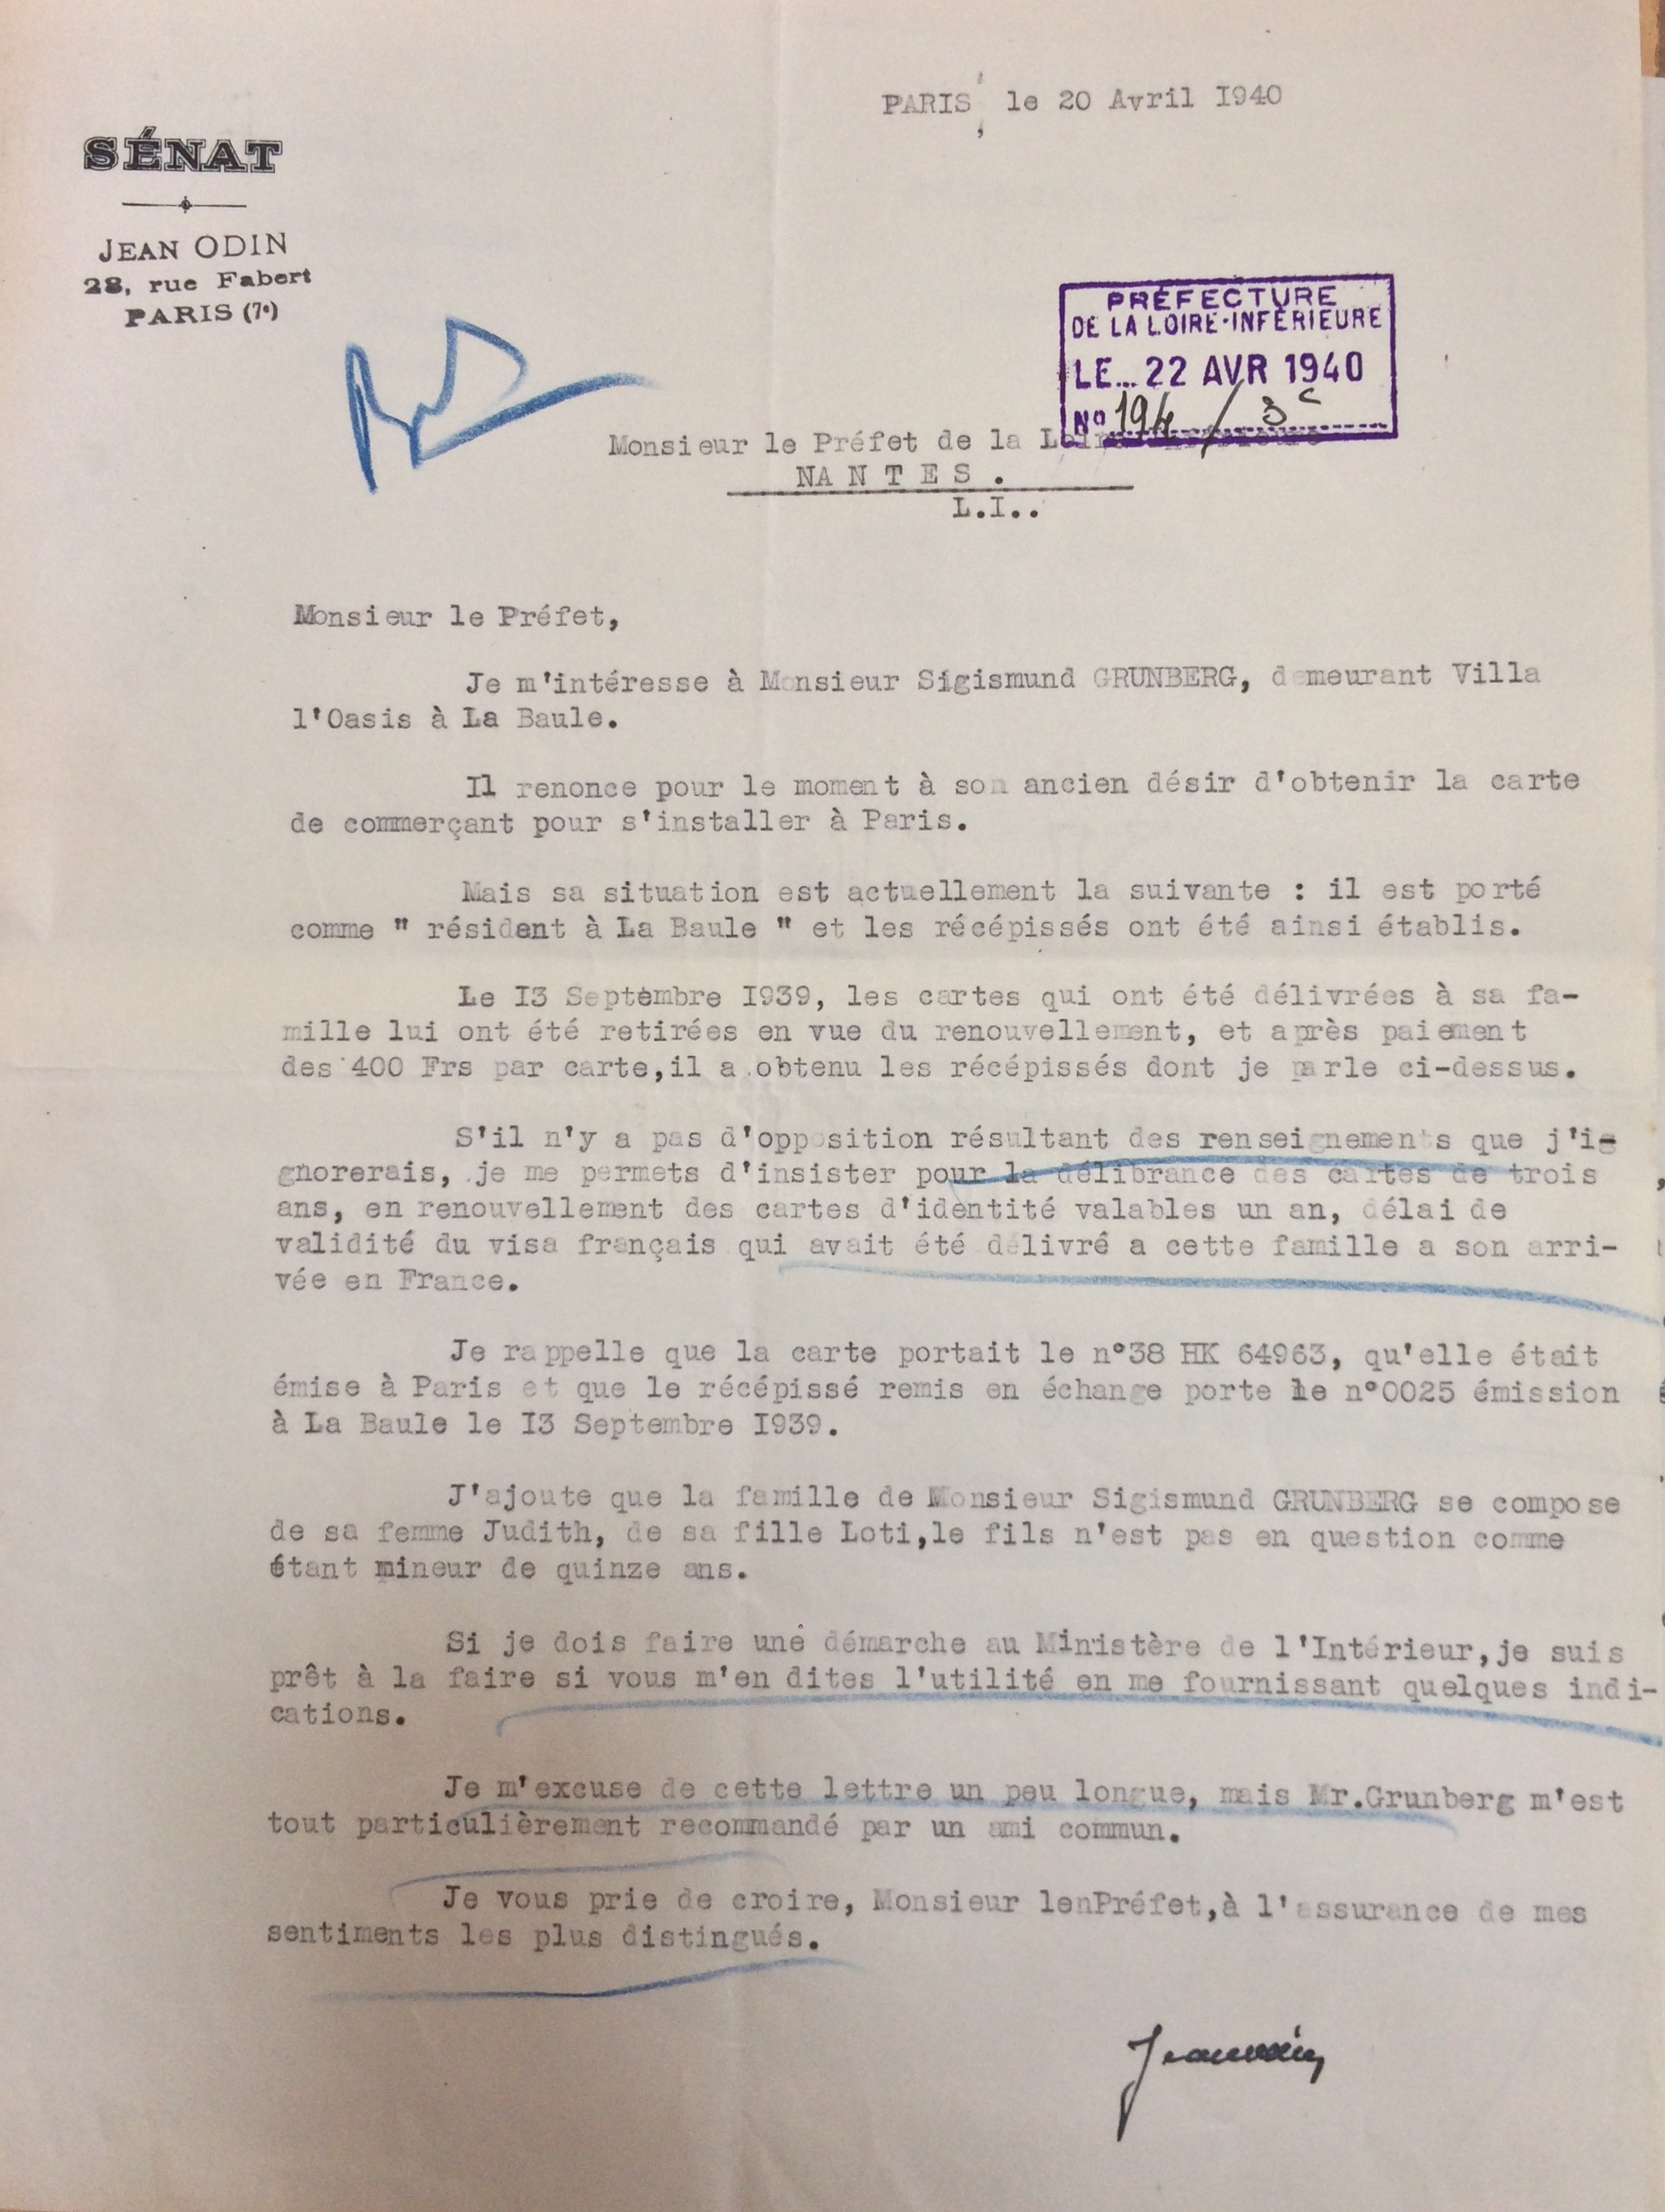 PARIS, le 20 Avril I940
SÉNAT
JEAN ODIN
28, rue Fabert
PARIS (7e)
PRÉFECTURE
DE LA LOIRE-INFÉRIEURE
LE... 22 AVR 1940
No 194 / 3e
Monsieur le Préfet de la Loire
NANTES.
L.I..
Monsieur le Préfet,
Je m'intéresse à Monsieur Sigismund GRUNBERG, demeurant Villa
l'Oasis à La Baule.
Il renonce pour le moment à son ancien désir d'obtenir la carte
de commerçant pour s'installer à Paris.
Mais sa situation est actuellement la suivante : il est porté
comme " résidant à La Baule " et les récépissés ont été ainsi établis.
Le I3 Septembre I939, les cartes qui ont été délivrées à sa fa-
mille lui ont été retirées en vue du renouvellement, et après paiement
des 400 Frs par carte,il a obtenu les récépissés dont je parle ci-dessus.
S'il n'y a pas d'opposition résultant des renseignements que j'i-
gnorerais, je me permets d'insister pour la délibrance des cartes de trois
ans, en renouvellement des cartes d'identité valables un an, délai de
validité du visa français qui avait été délivré a cette famille a son arri-
vée en France.
Je rappelle que la carte portait le n°38 HK 64963, qu'elle était
émise à Paris et que le récépissé remis en échange porte le n°0025 émission
à La Baule le I3 Septembre I939.
J'ajoute que la famille de Monsieur Sigismund GRUNBERG se compose
de sa femme Judith, de sa fille Loti,le fils n'est pas en question comme
étant mineur de quinze ans.
Si je dois faire une démarche au Ministère de l'Intérieur,je suis
prêt à la faire si vous m'en dites l'utilité en me fournissant quelques indi-
cations.
Je m'excuse de cette lettre un peu longue, mais Mr.Grunberg m'est
tout particulièrement recommandé par un ami commun.
Je vous prie de croire, Monsieur lenPréfet,à l'assurance de mes
sentiments les plus distingués.